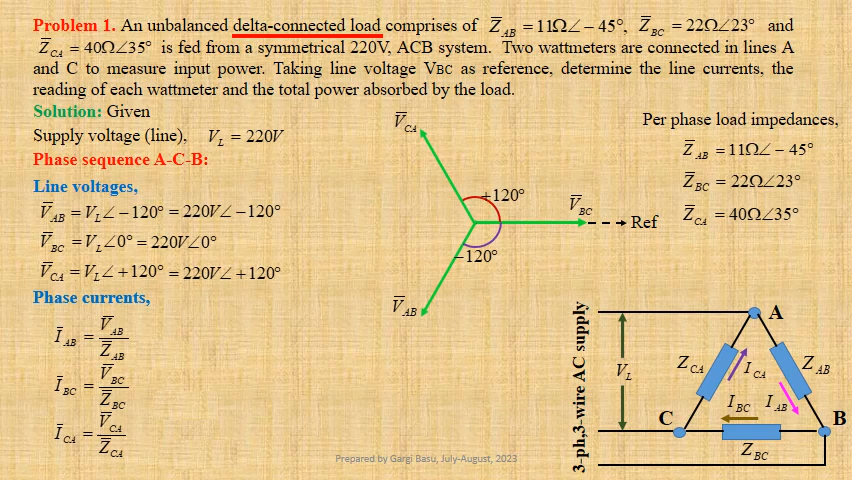 Problem 1. An unbalanced delta-connected load comprises of Z̅AB = 11Ω∠−45°, Z̅BC = 22Ω∠23° and
Z̅CA = 40Ω∠35° is fed from a symmetrical 220V, ACB system. Two wattmeters are connected in lines A
and C to measure input power. Taking line voltage VBC as reference, determine the line currents, the
reading of each wattmeter and the total power absorbed by the load.
Solution: Given
Supply voltage (line), VL = 220V
Phase sequence A-C-B:
Line voltages,
V̅AB = VL∠−120° = 220V∠−120°
V̅BC = VL∠0° = 220V∠0°
V̅CA = VL∠+120° = 220V∠+120°
Phase currents,
I̅AB = V̅AB / Z̅AB
I̅BC = V̅BC / Z̅BC
I̅CA = V̅CA / Z̅CA
V̅CA
+120°
V̅BC
Ref
−120°
V̅AB
Per phase load impedances,
Z̅AB = 11Ω∠−45°
Z̅BC = 22Ω∠23°
Z̅CA = 40Ω∠35°
3-ph,3-wire AC supply
A
VL
ZCA
ICA
ZAB
IBC
IAB
C
B
ZBC
Prepared by Gargi Basu, July-August, 2023